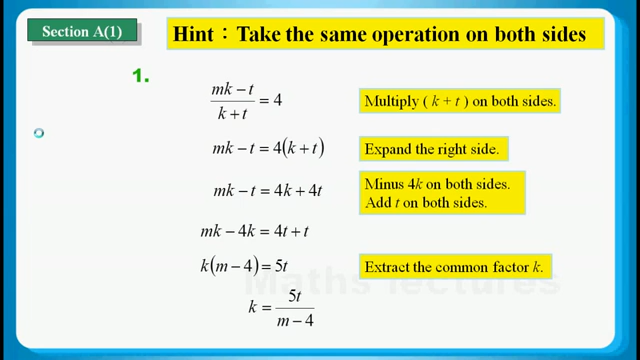 Section A(1)
Hint：Take the same operation on both sides
1.
(mk − t)/(k + t) = 4
Multiply ( k + t ) on both sides.
mk − t = 4(k + t)
Expand the right side.
mk − t = 4k + 4t
Minus 4k on both sides.
Add t on both sides.
mk − 4k = 4t + t
k(m − 4) = 5t
Extract the common factor k.
Maths lectures
k = 5t/(m − 4)